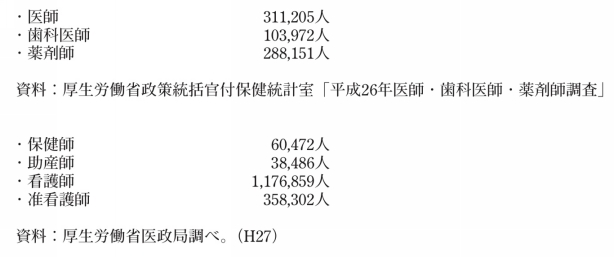 ・医師　311,205人
・歯科医師　103,972人
・薬剤師　288,151人
資料：厚生労働省政策統括官付保健統計室「平成26年医師・歯科医師・薬剤師調査」
・保健師　60,472人
・助産師　38,486人
・看護師　1,176,859人
・准看護師　358,302人
資料：厚生労働省医政局調べ。（H27）